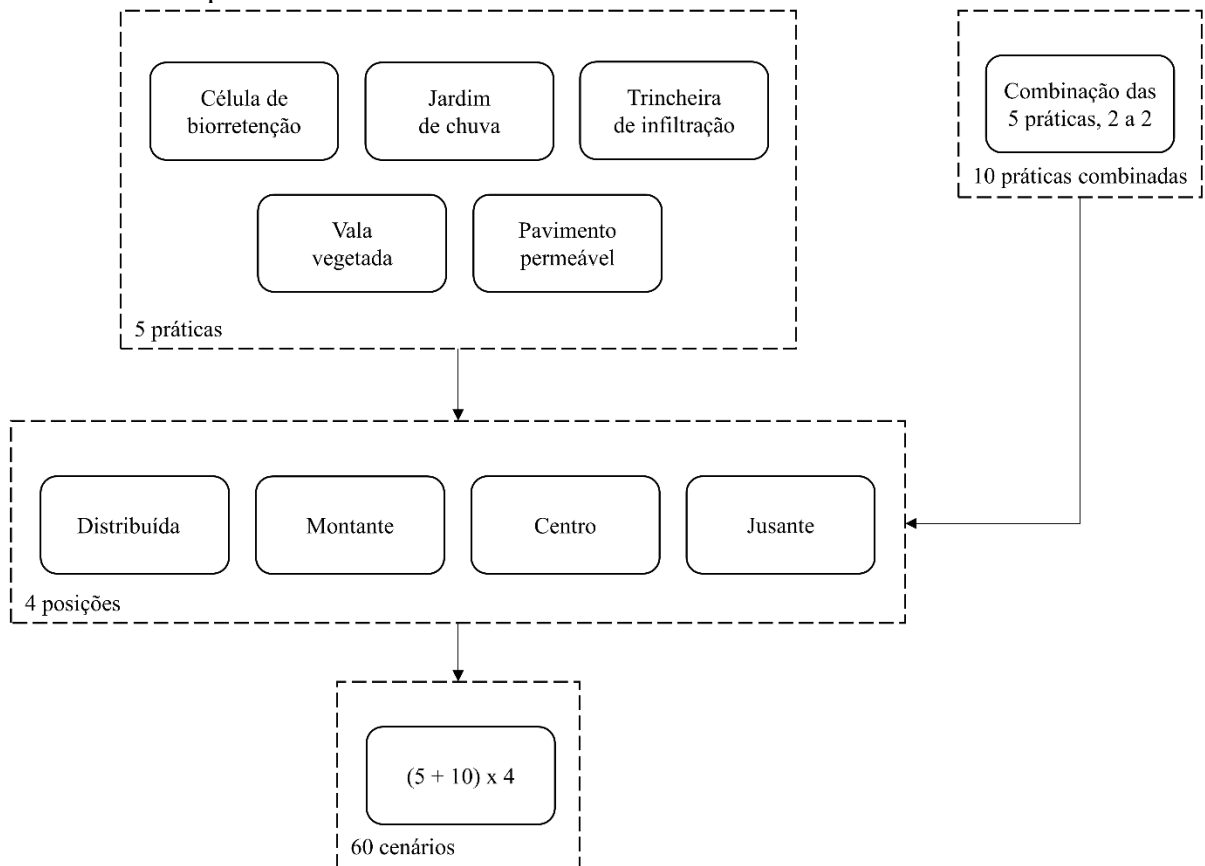 Célula de
biorretenção
Jardim
de chuva
Trincheira
de infiltração
Vala
vegetada
Pavimento
permeável
5 práticas
Combinação das
5 práticas, 2 a 2
10 práticas combinadas
Distribuída
Montante
Centro
Jusante
4 posições
(5 + 10) x 4
60 cenários